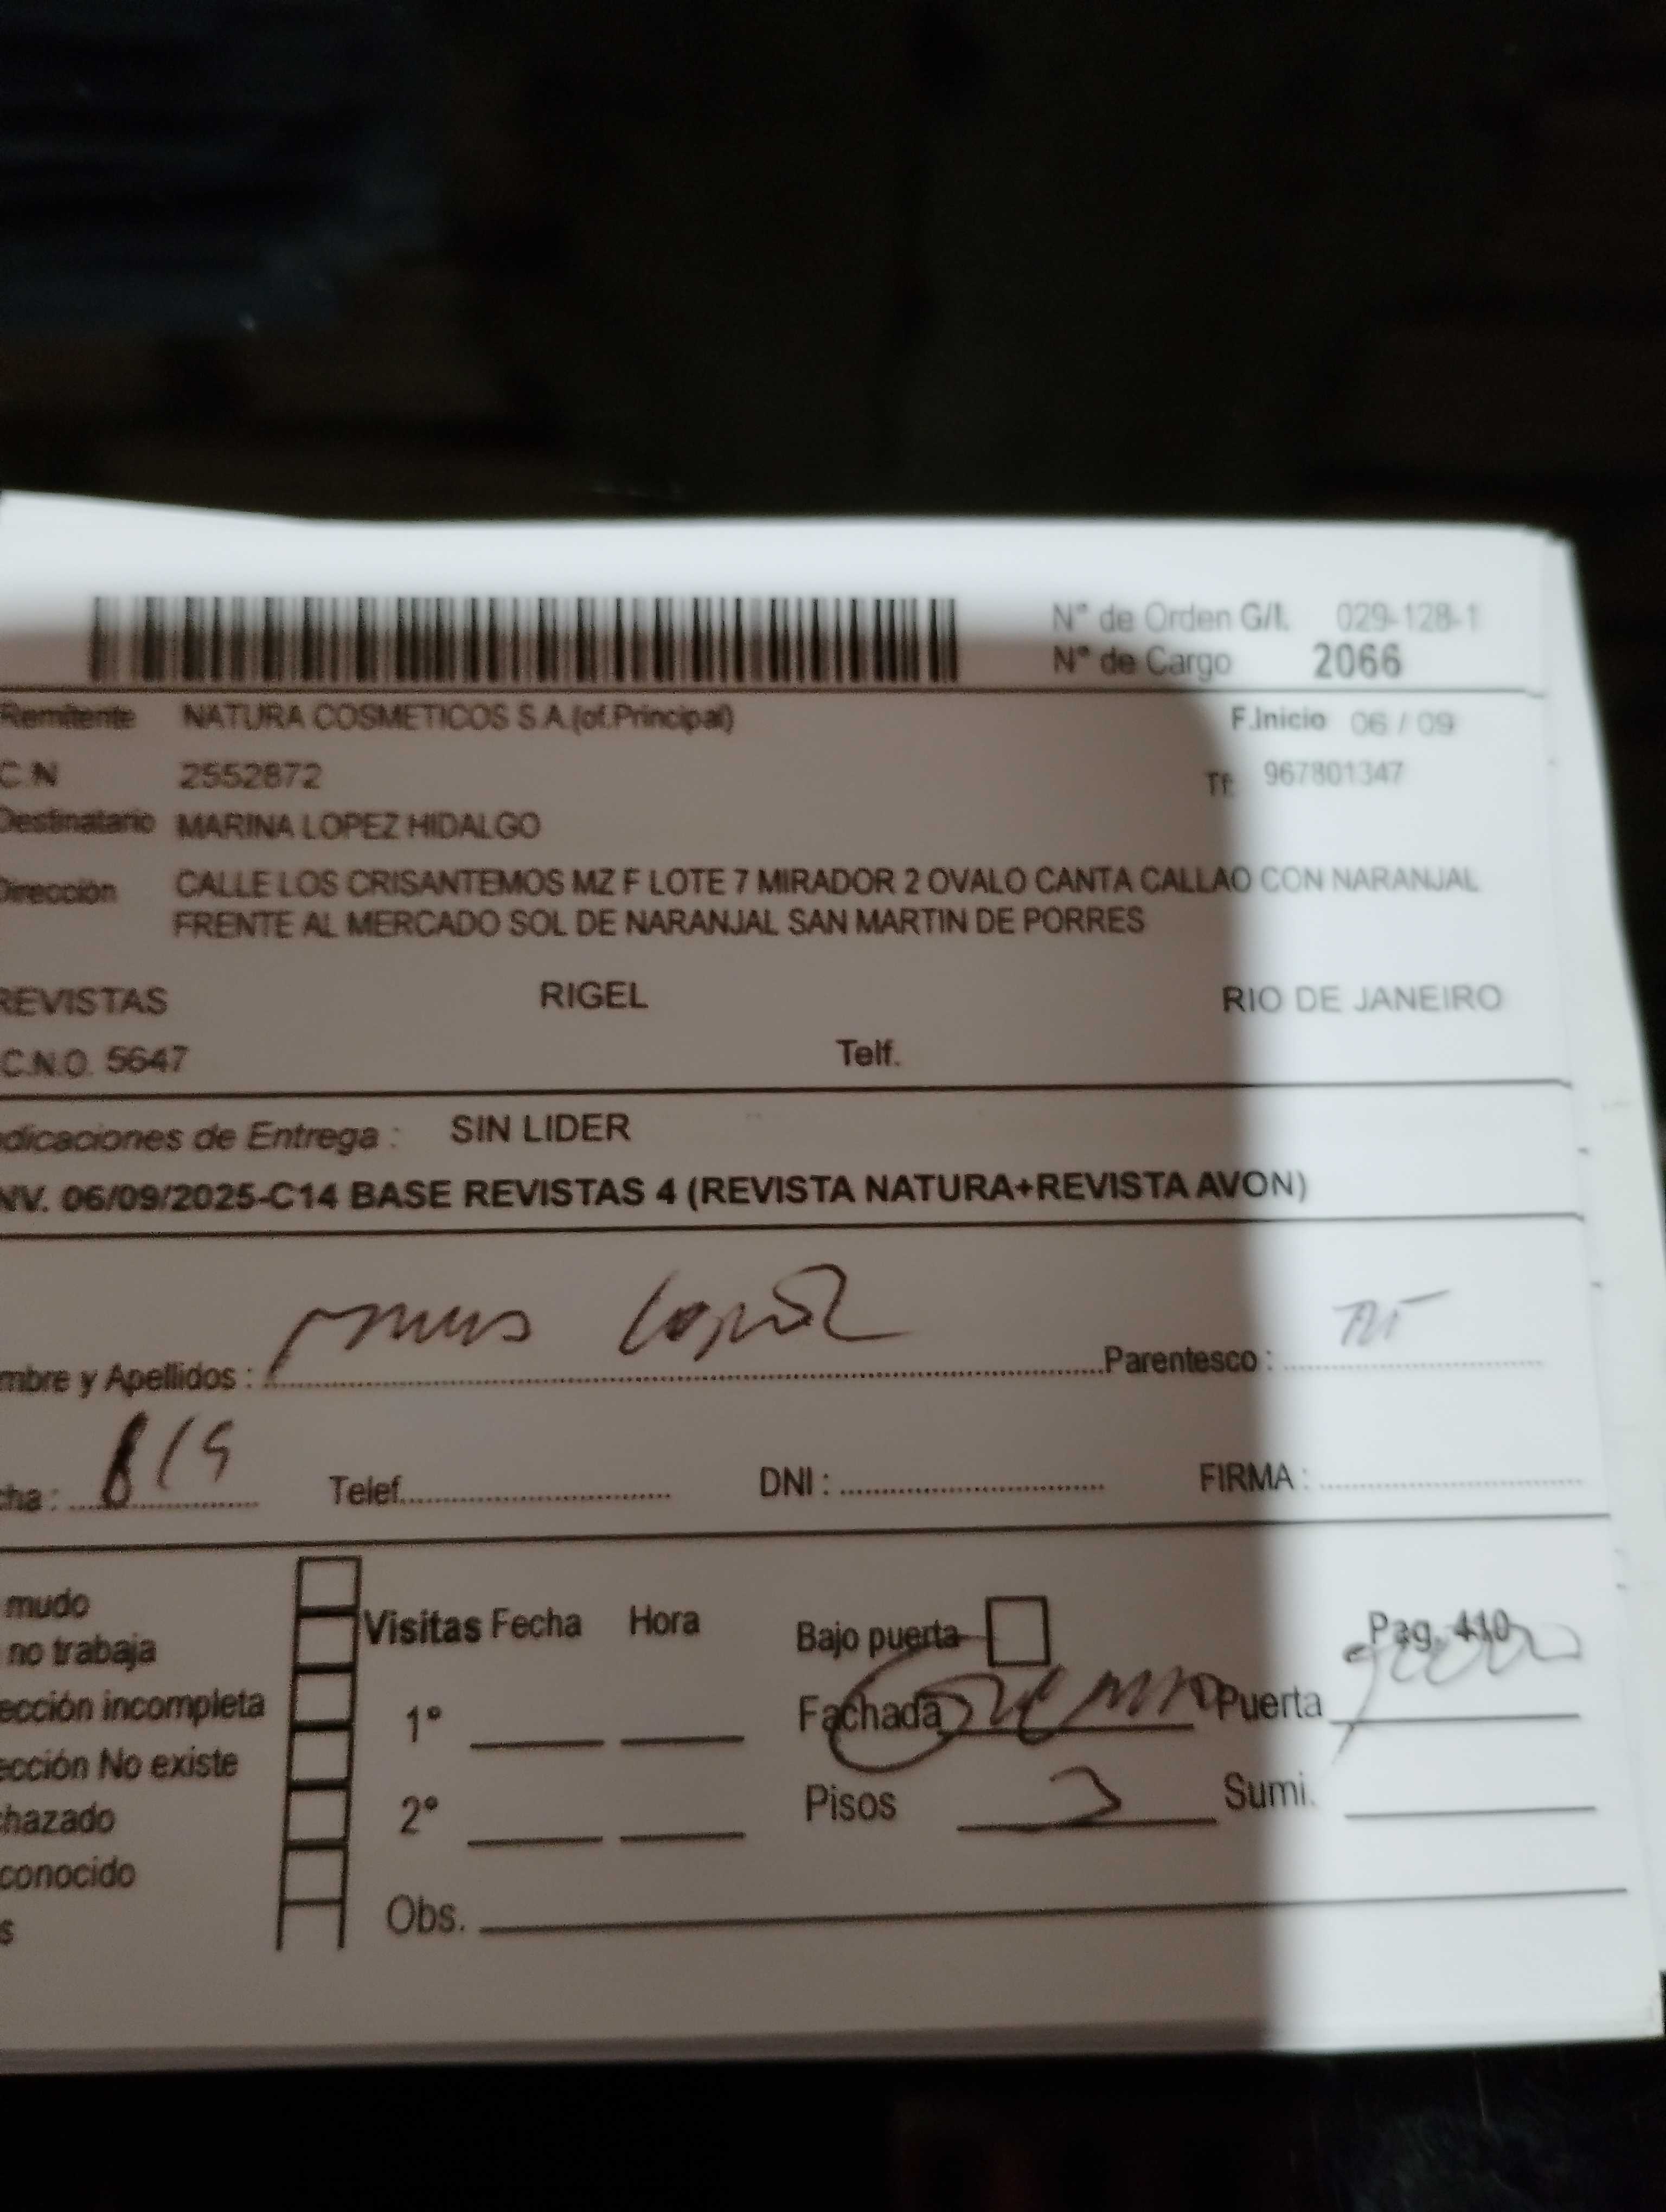 N° de Orden G/I. 029-128-1
N° de Cargo 2066
Remitente NATURA COSMETICOS S.A.(of.Principal) F.Inicio 06 / 09
C.N 2552872 Tf: 967801347
Destinatario MARINA LOPEZ HIDALGO
Dirección CALLE LOS CRISANTEMOS MZ F LOTE 7 MIRADOR 2 OVALO CANTA CALLAO CON NARANJAL
FRENTE AL MERCADO SOL DE NARANJAL SAN MARTIN DE PORRES
REVISTAS RIGEL RIO DE JANEIRO
C.N.O. 5647 Telf.
dicaciones de Entrega : SIN LIDER
NV. 06/09/2025-C14 BASE REVISTAS 4 (REVISTA NATURA+REVISTA AVON)
mbre y Apellidos : Lopez Parentesco : TIT
cha : 8/9 Telef. DNI : FIRMA :
mudo
no trabaja Visitas Fecha Hora Bajo puerta Pag. 410
ección incompleta 1° Fachada Puerta
ección No existe
hazado 2° Pisos 2 Sumi.
conocido
s Obs.